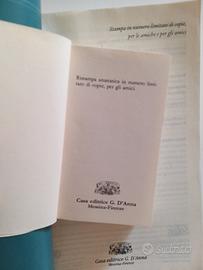 Stampa in numero limitato di copie,
per le amiche e per gli amici
Ristampa anastatica in numero limi-
tato di copie, per gli amici.
Casa editrice G. D'Anna
Messina-Firenze
Casa editrice G. D'Anna
Messina-Firenze
Subito